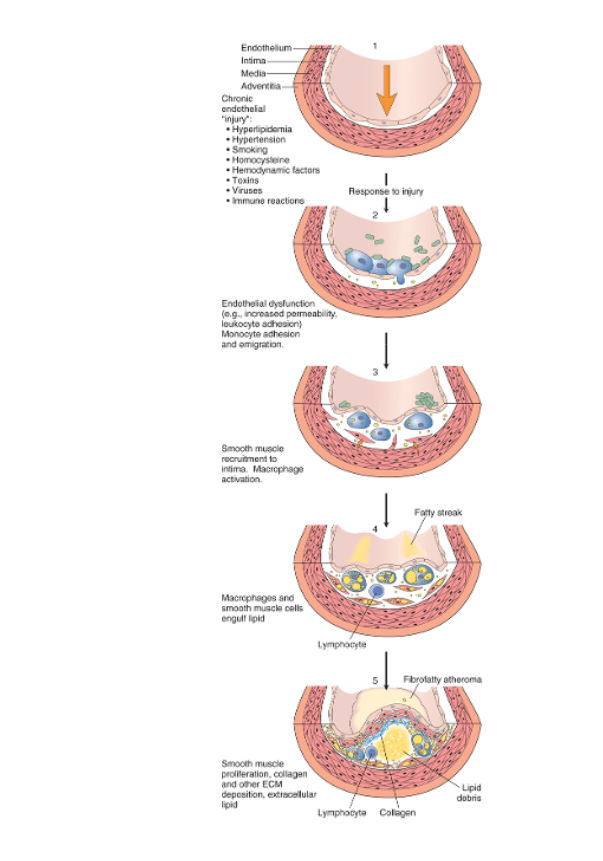 1
Endothelium
Intima
Media
Adventitia
Chronic
endothelial
"injury":
• Hyperlipidemia
• Hypertension
• Smoking
• Homocysteine
• Hemodynamic factors
• Toxins
• Viruses
• Immune reactions
Response to injury
2
Endothelial dysfunction
(e.g., increased permeability,
leukocyte adhesion)
Monocyte adhesion
and emigration.
3
Smooth muscle
recruitment to
intima. Macrophage
activation.
Fatty streak
4
Macrophages and
smooth muscle cells
engulf lipid
Lymphocyte
5
Fibrofatty atheroma
Smooth muscle
proliferation, collagen
and other ECM
deposition, extracellular
lipid
Lipid
debris
Lymphocyte
Collagen